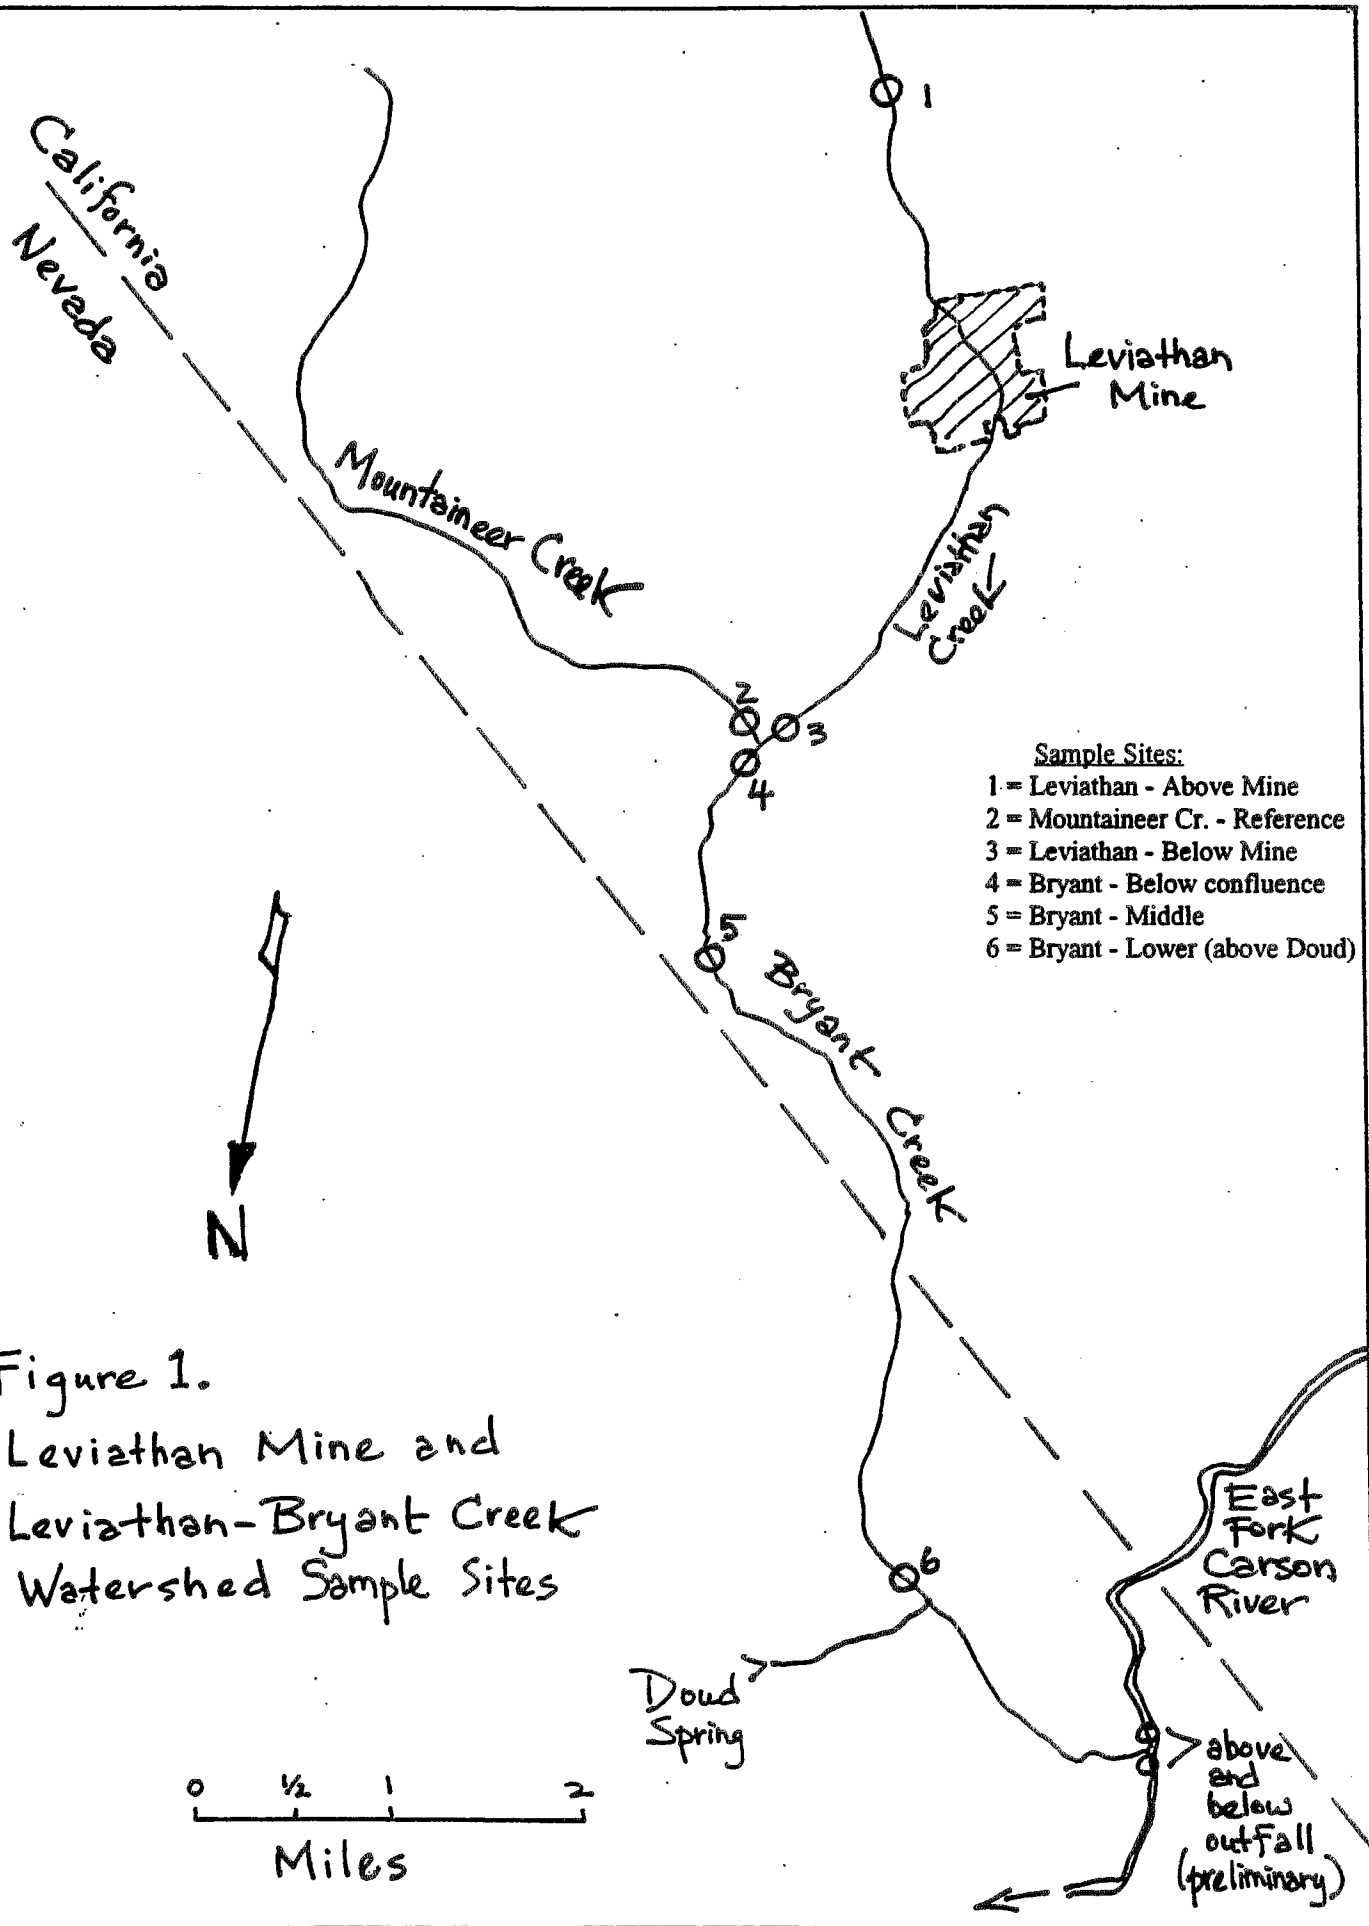 1
California
Nevada
Leviathan
Mine
Mountaineer Creek
Leviathan
Creek
2
3
4
Sample Sites:
1 = Leviathan - Above Mine
2 = Mountaineer Cr. - Reference
3 = Leviathan - Below Mine
4 = Bryant - Below confluence
5 = Bryant - Middle
6 = Bryant - Lower (above Doud)
5
Bryant Creek
N
Figure 1.
Leviathan Mine and
Leviathan-Bryant Creek
Watershed Sample Sites
East
Fork
Carson
River
6
Doud
Spring
above
and
below
outfall
(preliminary)
0 1/2 1 2
Miles